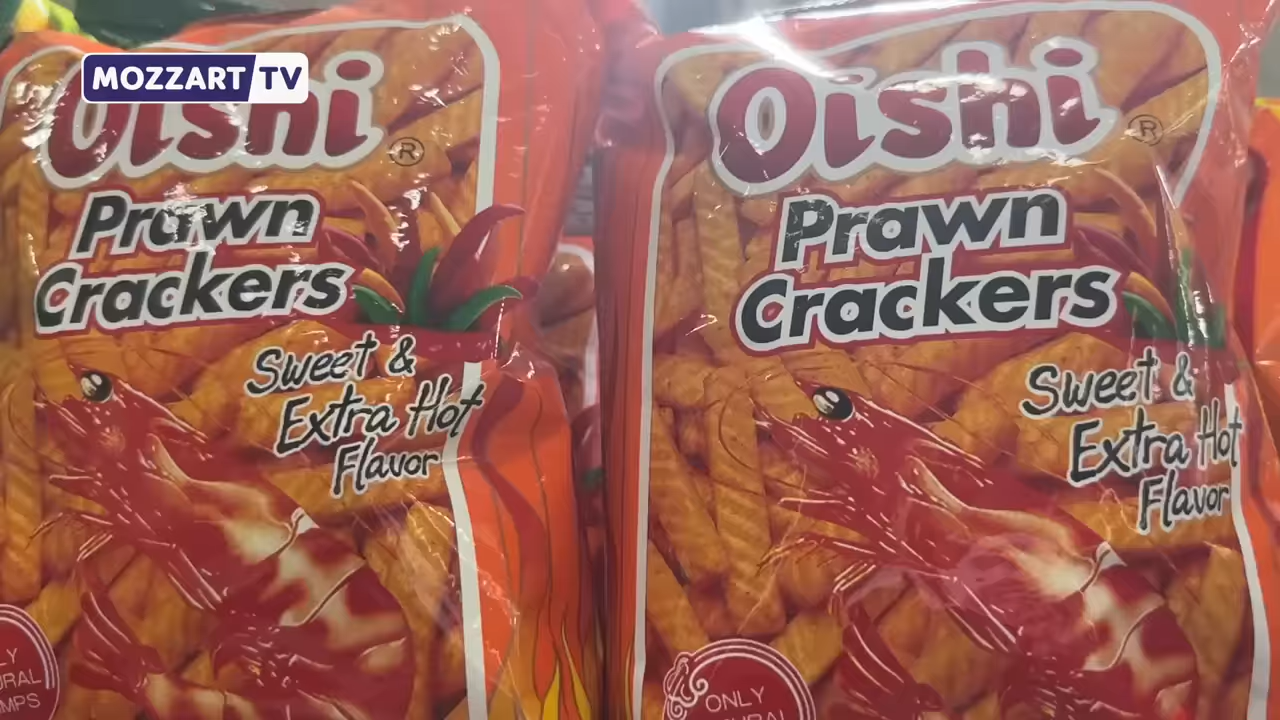 MOZZART TV
Oishi
®
Prawn
Crackers
Sweet &
Extra Hot
Flavor
Oishi
®
Prawn
Crackers
Sweet &
Extra Hot
Flavor
ONLY